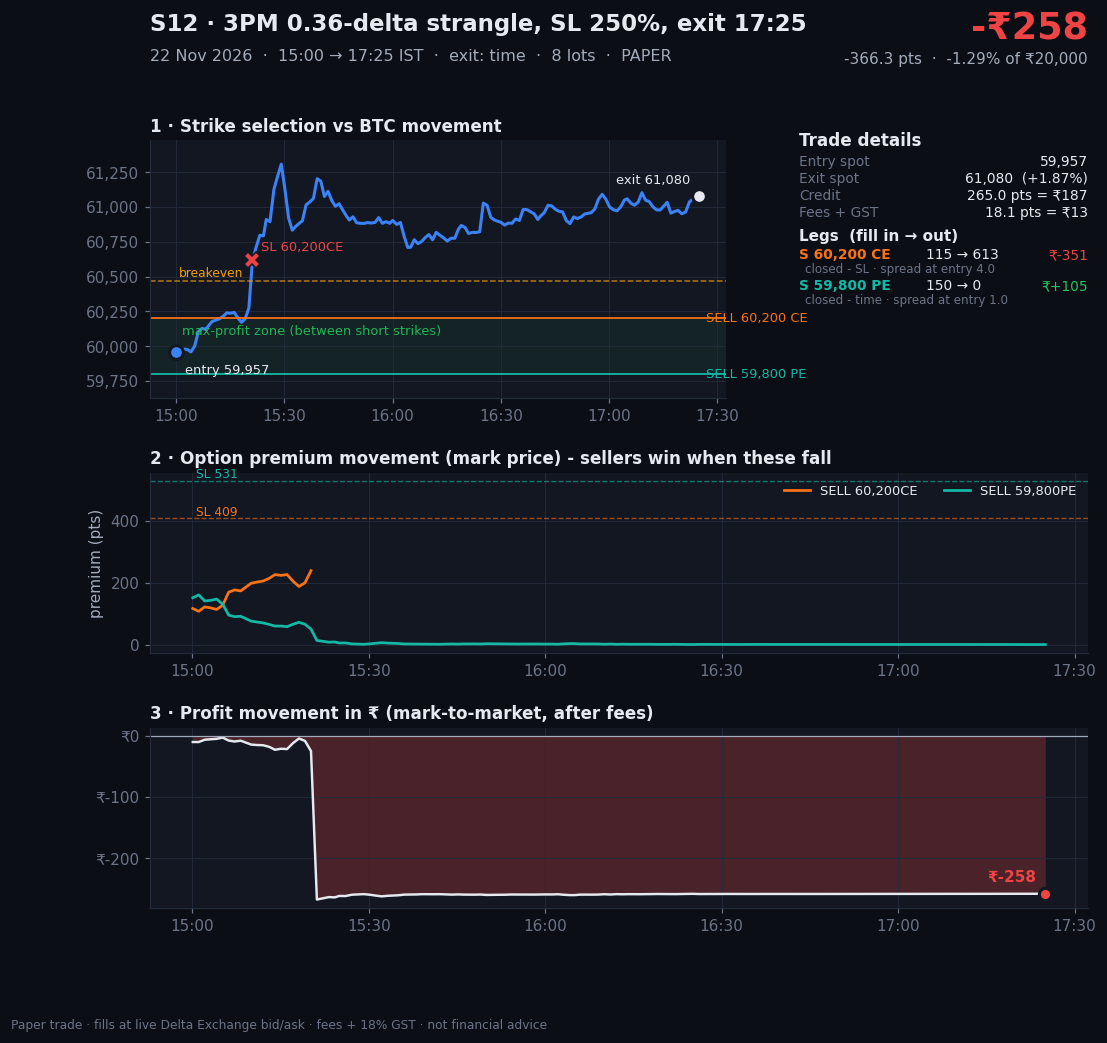 S12 · 3PM 0.36-delta strangle, SL 250%, exit 17:25
-₹258
22 Nov 2026 · 15:00 → 17:25 IST · exit: time · 8 lots · PAPER
-366.3 pts · -1.29% of ₹20,000
1 · Strike selection vs BTC movement
61,250
61,000
60,750
60,500
60,250
60,000
59,750
exit 61,080
SL 60,200CE
breakeven
SELL 60,200 CE
max-profit zone (between short strikes)
entry 59,957
SELL 59,800 PE
15:00 15:30 16:00 16:30 17:00 17:30
Trade details
Entry spot 59,957
Exit spot 61,080 (+1.87%)
Credit 265.0 pts = ₹187
Fees + GST 18.1 pts = ₹13
Legs (fill in → out)
S 60,200 CE 115 → 613 ₹-351
closed - SL · spread at entry 4.0
S 59,800 PE 150 → 0 ₹+105
closed - time · spread at entry 1.0
2 · Option premium movement (mark price) - sellers win when these fall
SL 531
SELL 60,200CE SELL 59,800PE
SL 409
premium (pts)
400
200
0
15:00 15:30 16:00 16:30 17:00 17:30
3 · Profit movement in ₹ (mark-to-market, after fees)
₹0
₹-100
₹-200
₹-258
15:00 15:30 16:00 16:30 17:00 17:30
Paper trade · fills at live Delta Exchange bid/ask · fees + 18% GST · not financial advice